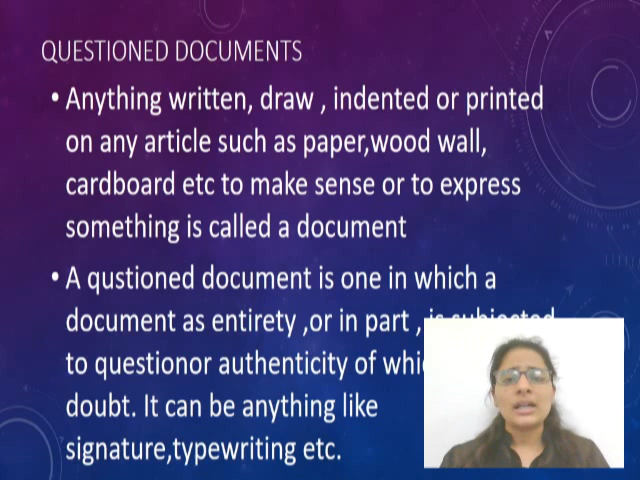 QUESTIONED DOCUMENTS
• Anything written, draw , indented or printed
on any article such as paper,wood wall,
cardboard etc to make sense or to express
something is called a document
• A qustioned document is one in which a
document as entirety ,or in part , is subjected
to questionor authenticity of
doubt. It can be anything like
signature,typewriting etc.